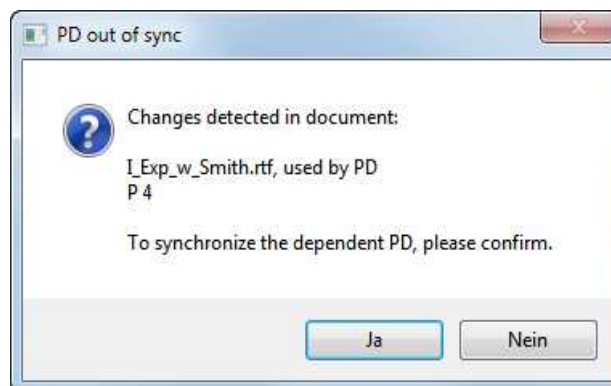 PD out of sync
Changes detected in document:
I_Exp_w_Smith.rtf, used by PD
P 4
To synchronize the dependent PD, please confirm.
Ja
Nein